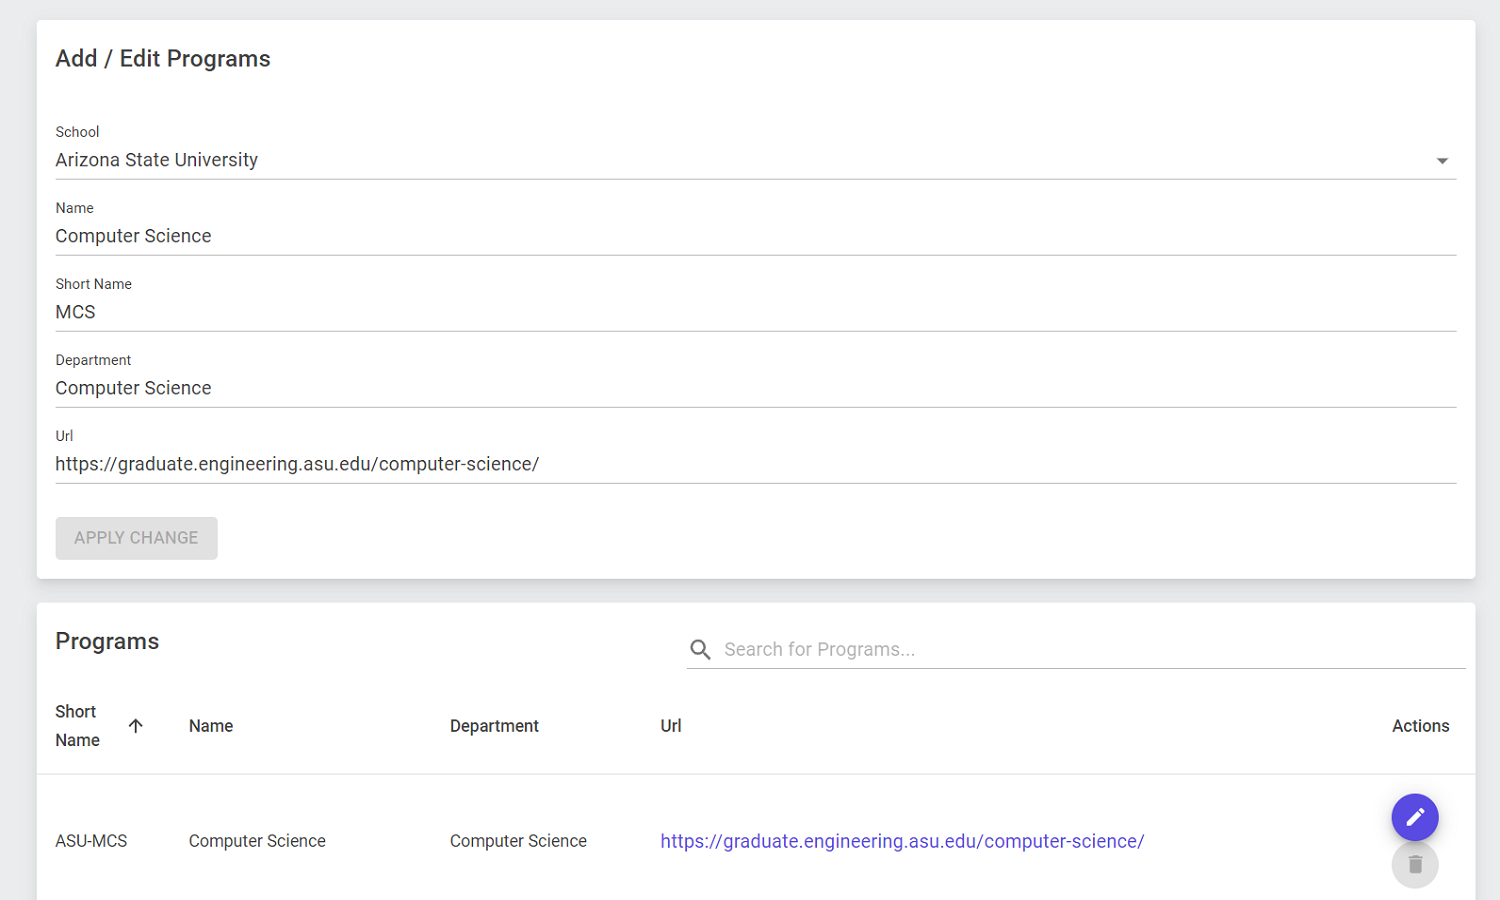 Add / Edit Programs
School
Arizona State University
Name
Computer Science
Short Name
MCS
Department
Computer Science
Url
https://graduate.engineering.asu.edu/computer-science/
APPLY CHANGE
Programs
Search for Programs...
Short
Name
Name
Department
Url
Actions
ASU-MCS
Computer Science
Computer Science
https://graduate.engineering.asu.edu/computer-science/